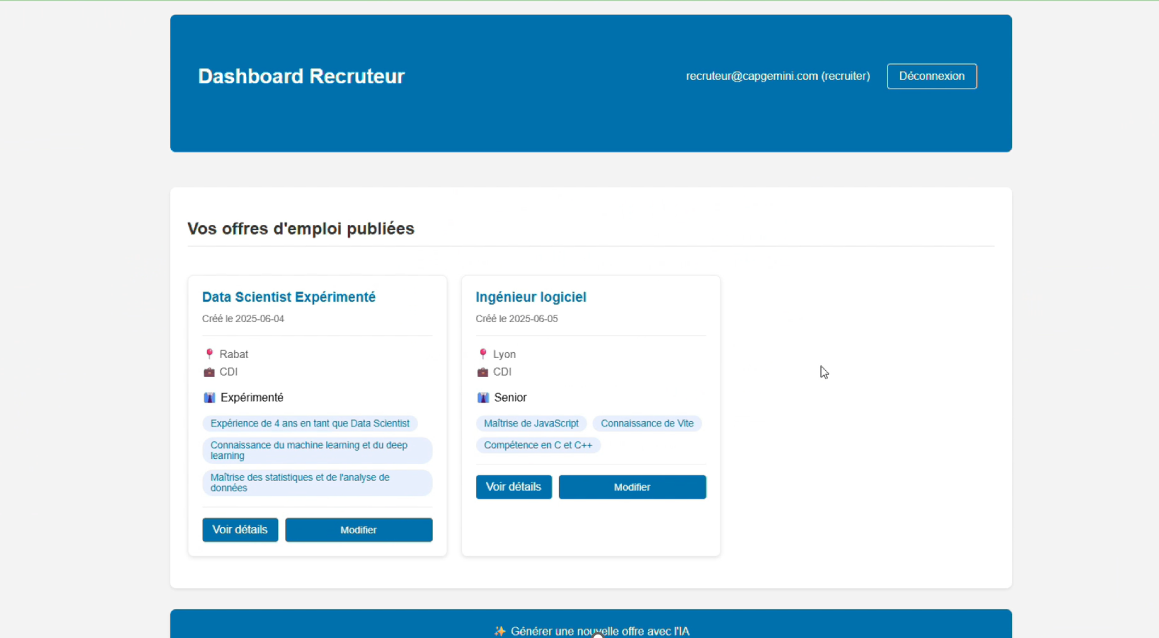 Dashboard Recruteur
recruteur@capgemini.com (recruiter)
Déconnexion
Vos offres d'emploi publiées
Data Scientist Expérimenté
Créé le 2025-06-04
Rabat
CDI
Expérimenté
Expérience de 4 ans en tant que Data Scientist
Connaissance du machine learning et du deep
learning
Maîtrise des statistiques et de l'analyse de
données
Voir détails
Modifier
Ingénieur logiciel
Créé le 2025-06-05
Lyon
CDI
Senior
Maîtrise de JavaScript
Connaissance de Vite
Compétence en C et C++
Voir détails
Modifier
✨ Générer une nouvelle offre avec l'IA